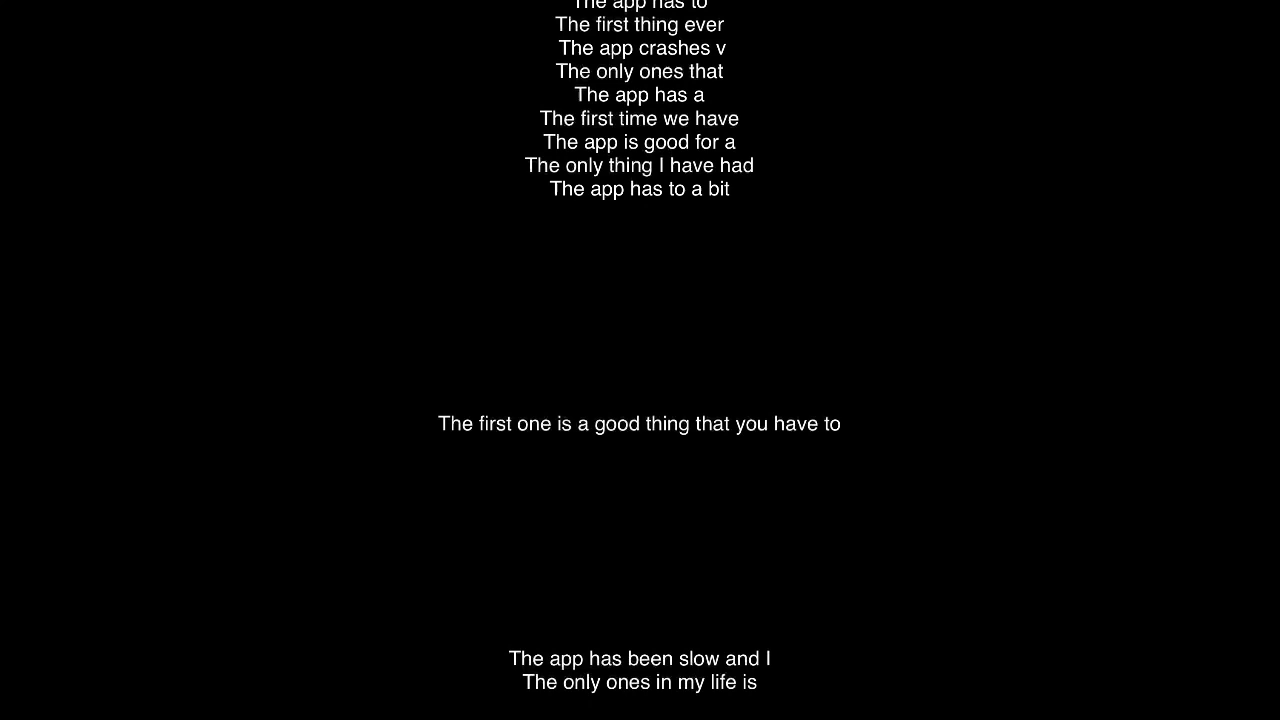 The app has to
The first thing ever
The app crashes v
The only ones that
The app has a
The first time we have
The app is good for a
The only thing I have had
The app has to a bit
The first one is a good thing that you have to
The app has been slow and I
The only ones in my life is